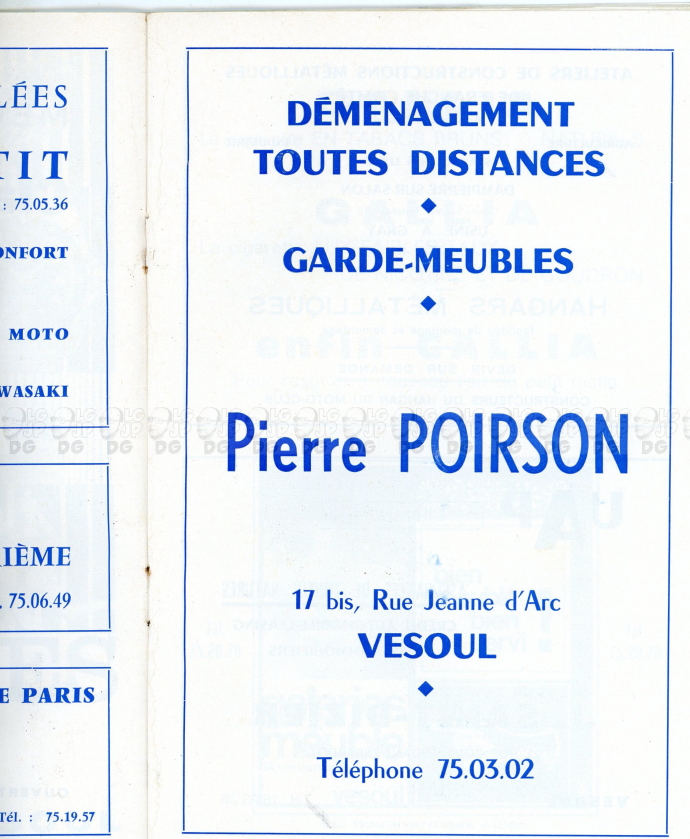 LÉES
TIT
: 75.05.36
ONFORT
MOTO
WASAKI
IÈME
. 75.06.49
E PARIS
Tél. : 75.19.57
DÉMENAGEMENT
TOUTES DISTANCES
GARDE-MEUBLES
Pierre POIRSON
17 bis, Rue Jeanne d'Arc
VESOUL
Téléphone 75.03.02